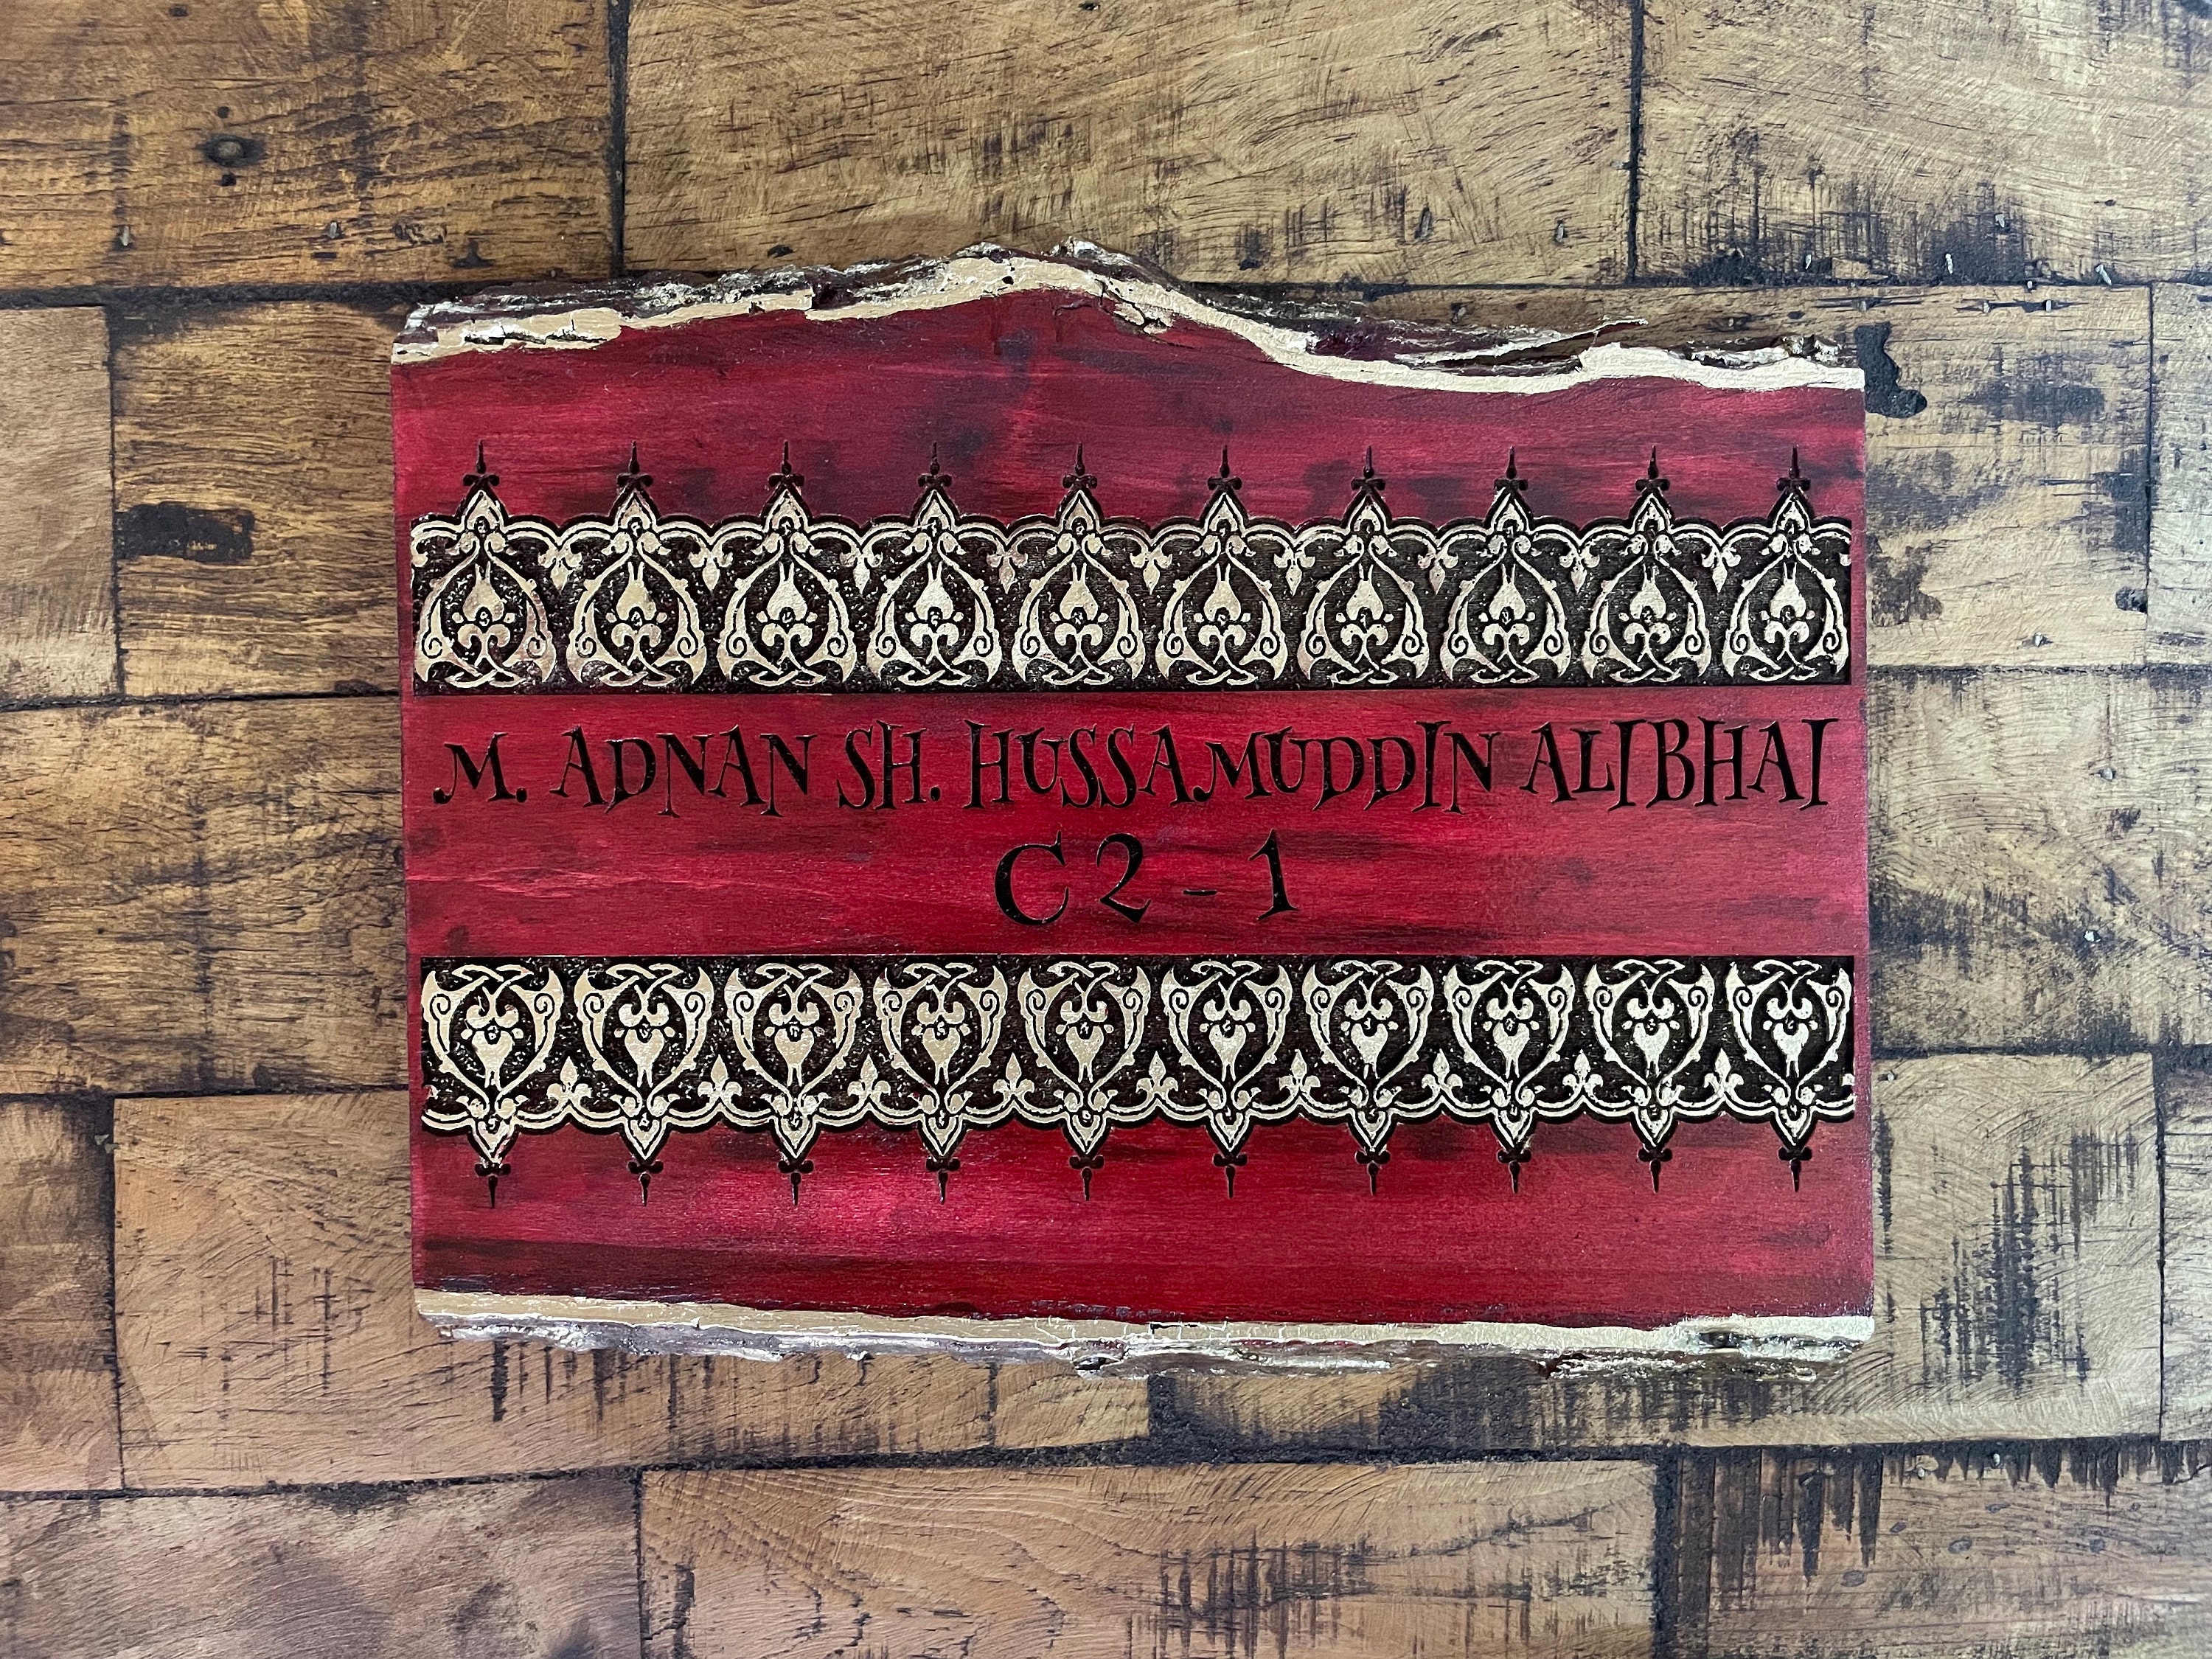 M. ADNAN SH. HUSSAMUDDIN ALIBHAI
C2-1